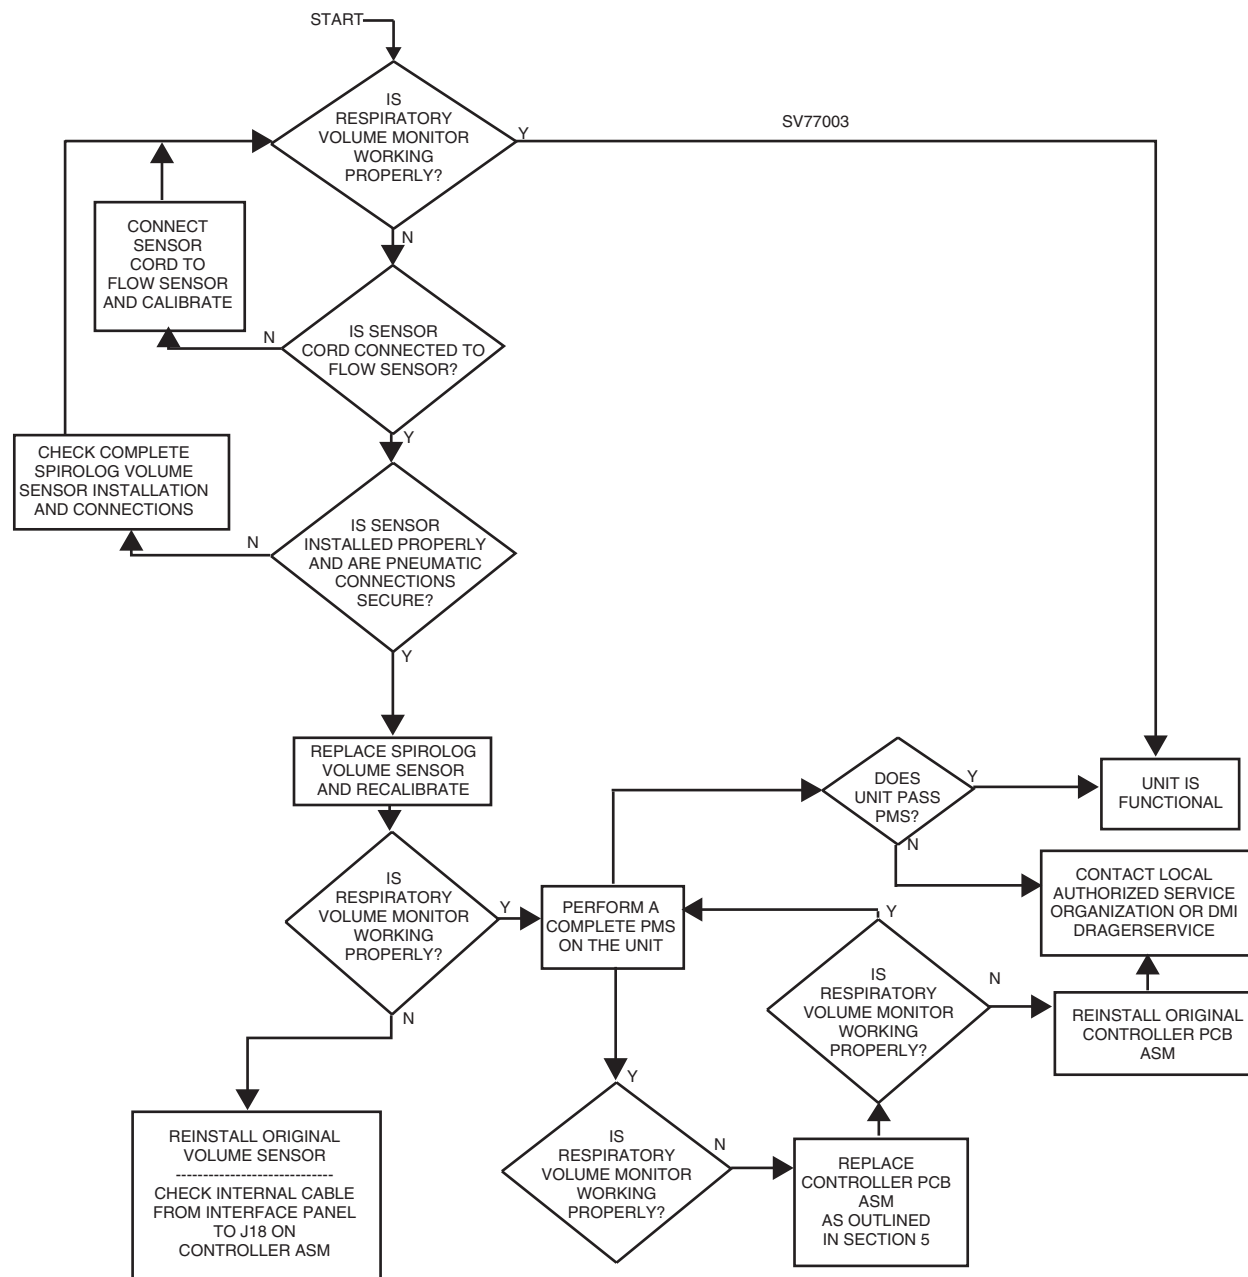 START
IS
RESPIRATORY
VOLUME MONITOR
WORKING
PROPERLY?
Y
SV77003
N
CONNECT
SENSOR
CORD TO
FLOW SENSOR
AND CALIBRATE
IS SENSOR
CORD CONNECTED TO
FLOW SENSOR?
N
Y
CHECK COMPLETE
SPIROLOG VOLUME
SENSOR INSTALLATION
AND CONNECTIONS
IS SENSOR
INSTALLED PROPERLY
AND ARE PNEUMATIC
CONNECTIONS
SECURE?
N
Y
REPLACE SPIROLOG
VOLUME SENSOR
AND RECALIBRATE
DOES
UNIT PASS
PMS?
Y
N
UNIT IS
FUNCTIONAL
IS
RESPIRATORY
VOLUME MONITOR
WORKING
PROPERLY?
Y
N
PERFORM A
COMPLETE PMS
ON THE UNIT
CONTACT LOCAL
AUTHORIZED SERVICE
ORGANIZATION OR DMI
DRAGERSERVICE
Y
IS
RESPIRATORY
VOLUME MONITOR
WORKING
PROPERLY?
N
REINSTALL ORIGINAL
CONTROLLER PCB
ASM
Y
REINSTALL ORIGINAL
VOLUME SENSOR
------------------------------
CHECK INTERNAL CABLE
FROM INTERFACE PANEL
TO J18 ON
CONTROLLER ASM
IS
RESPIRATORY
VOLUME MONITOR
WORKING
PROPERLY?
N
REPLACE
CONTROLLER PCB
ASM
AS OUTLINED
IN SECTION 5